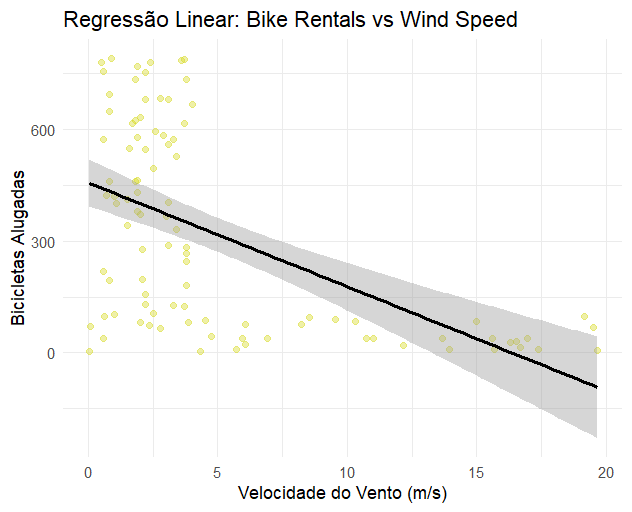 Regressão Linear: Bike Rentals vs Wind Speed
Bicicletas Alugadas
600
300
0
0 5 10 15 20
Velocidade do Vento (m/s)